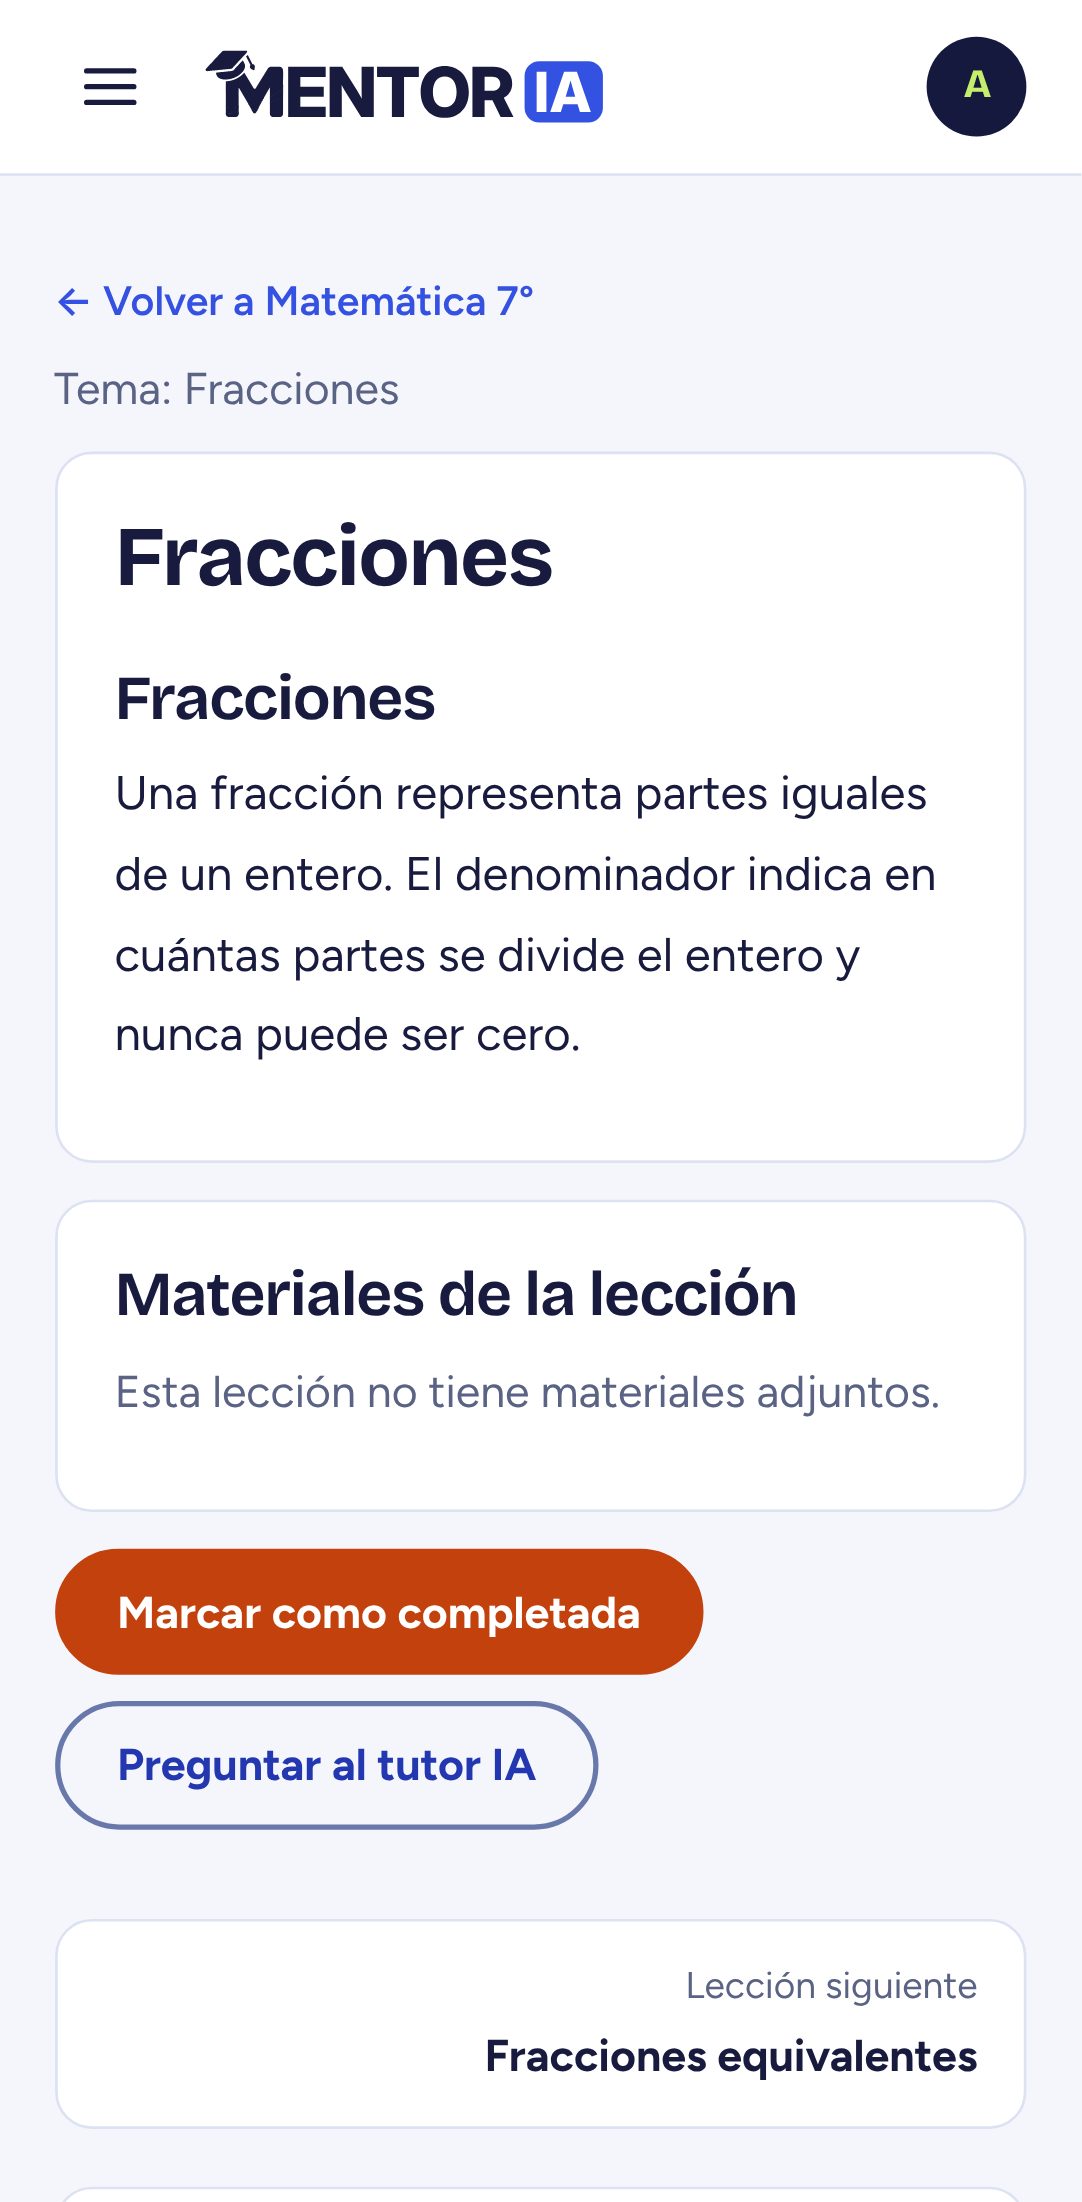 MENTOR IA
A
← Volver a Matemática 7°
Tema: Fracciones
Fracciones
Fracciones
Una fracción representa partes iguales
de un entero. El denominador indica en
cuántas partes se divide el entero y
nunca puede ser cero.
Materiales de la lección
Esta lección no tiene materiales adjuntos.
Marcar como completada
Preguntar al tutor IA
Lección siguiente
Fracciones equivalentes